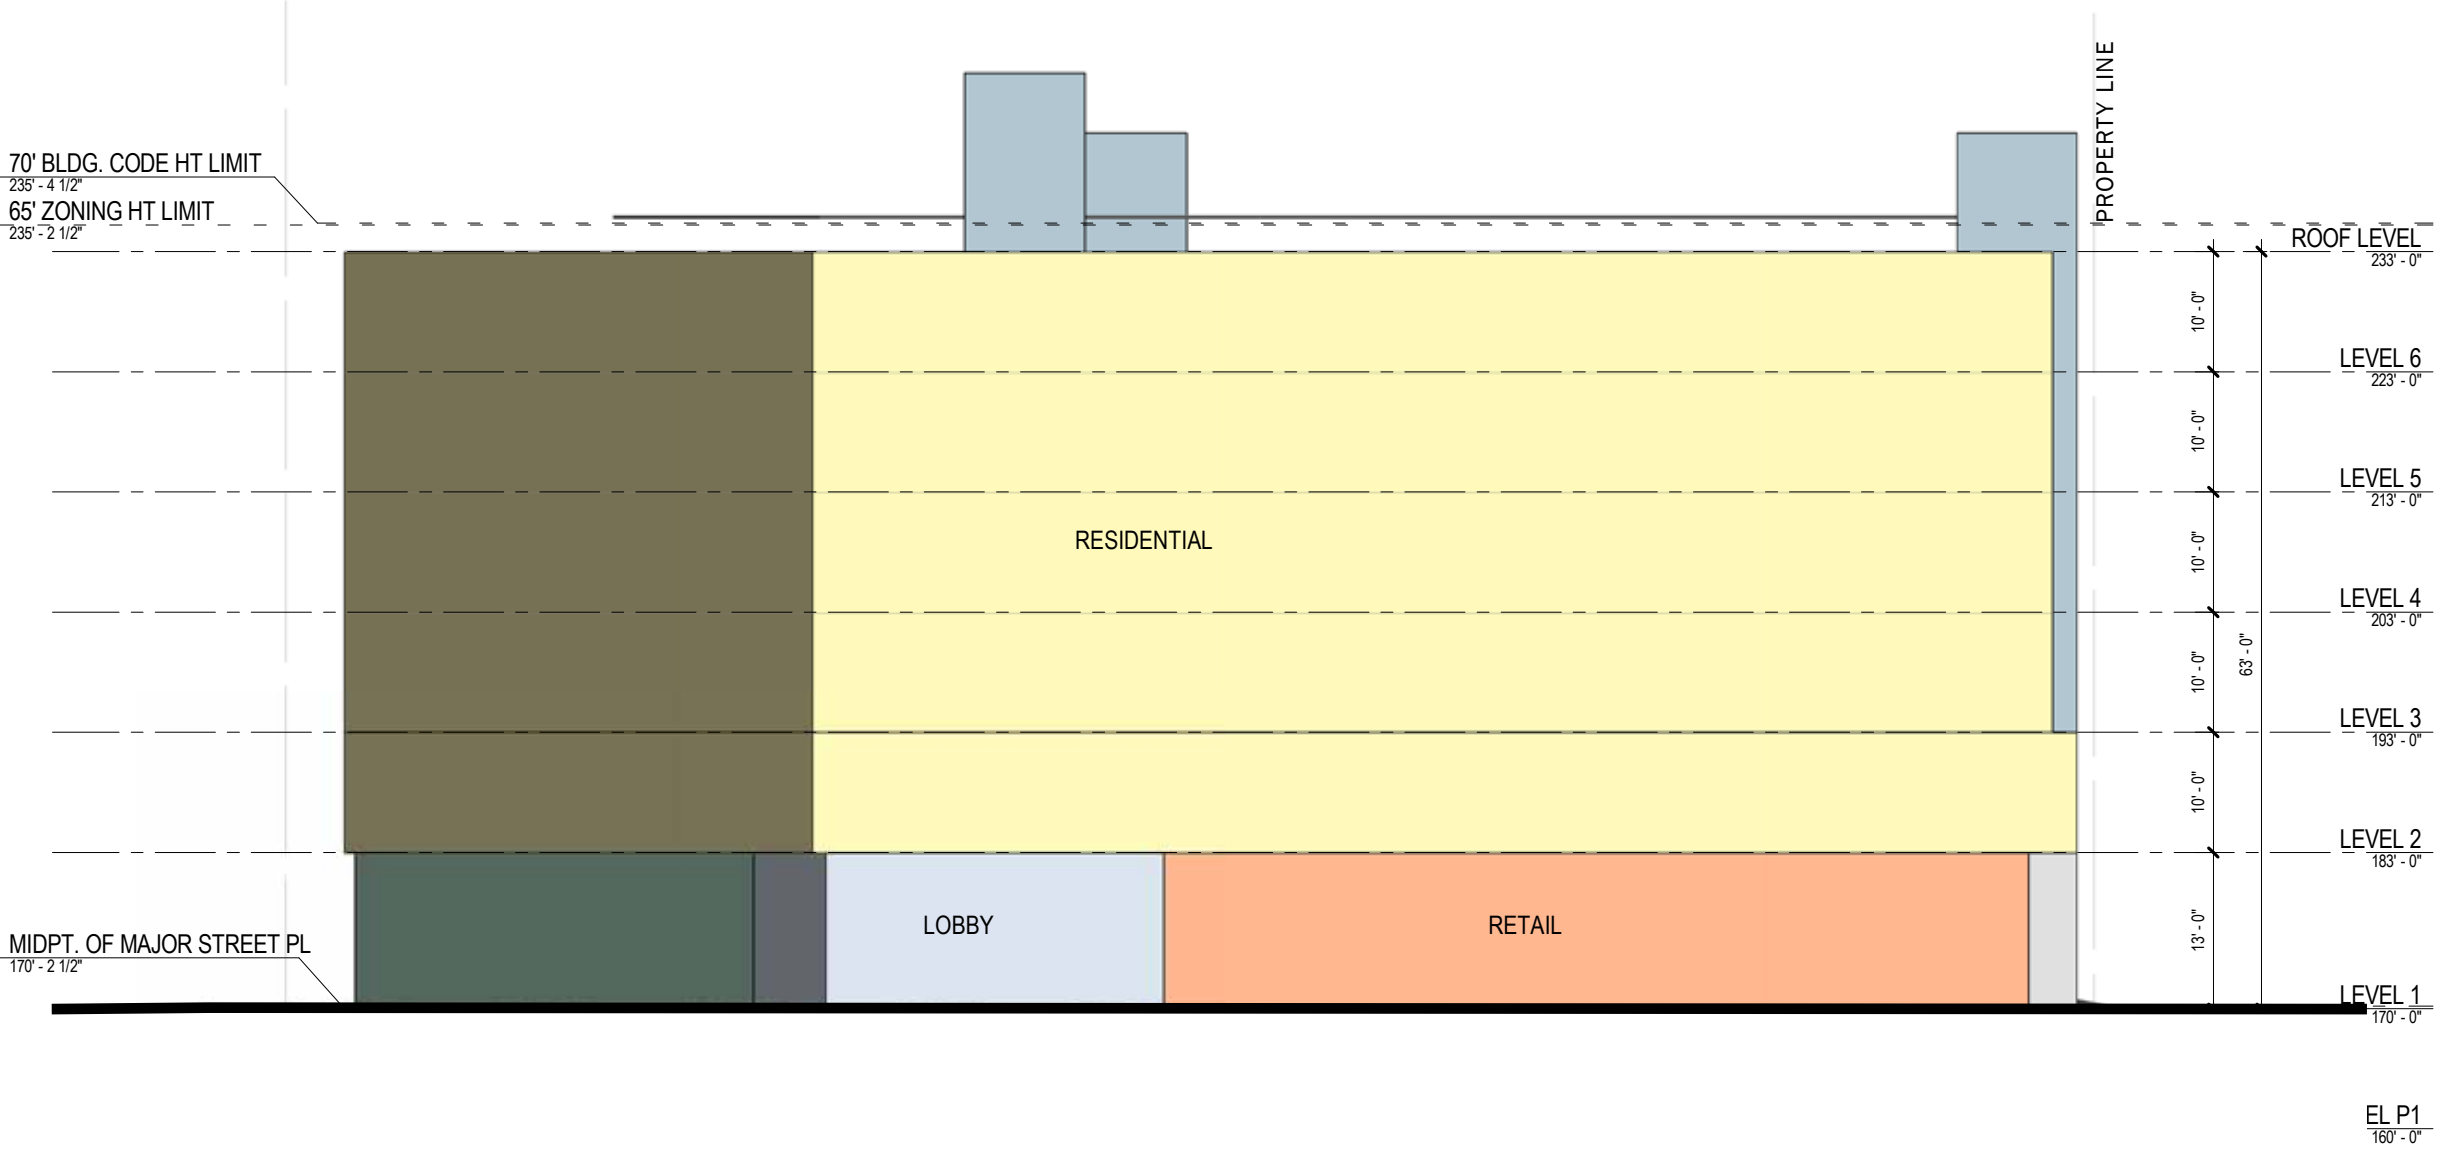 PROPERTY LINE
70' BLDG. CODE HT LIMIT
235' - 4 1/2"
65' ZONING HT LIMIT
235' - 2 1/2"
ROOF LEVEL
233' - 0"
10' - 0"
LEVEL 6
223' - 0"
10' - 0"
LEVEL 5
213' - 0"
RESIDENTIAL
10' - 0"
LEVEL 4
203' - 0"
10' - 0"
63' - 0"
LEVEL 3
193' - 0"
10' - 0"
LEVEL 2
183' - 0"
LOBBY
RETAIL
13' - 0"
MIDPT. OF MAJOR STREET PL
170' - 2 1/2"
LEVEL 1
170' - 0"
EL P1
160' - 0"